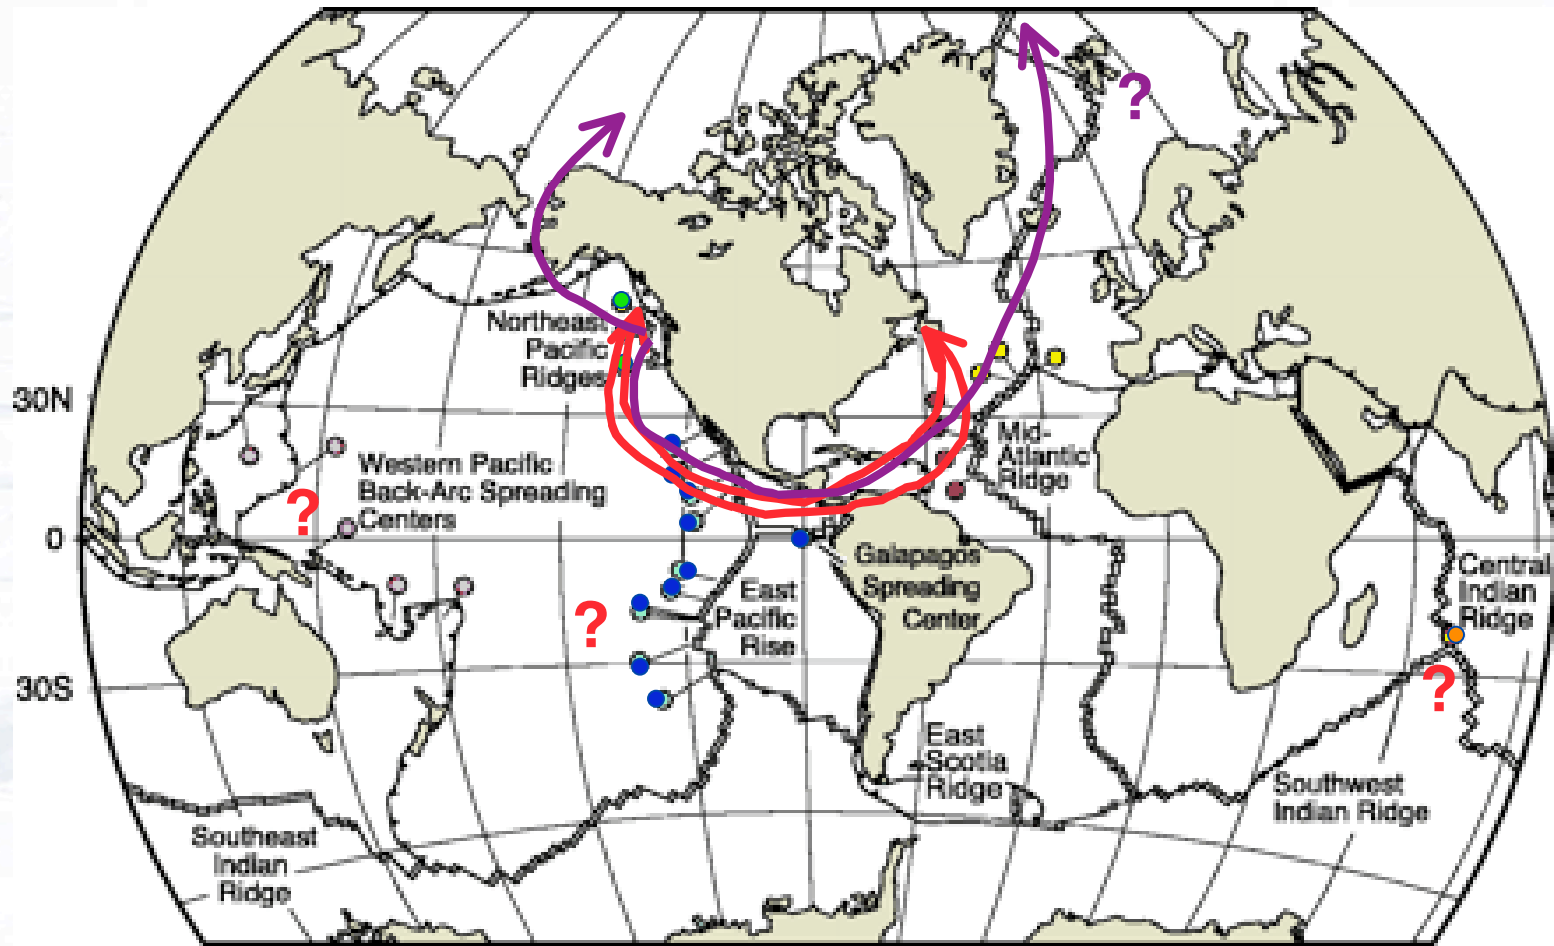 ?
Northeast
Pacific
Ridges
30N
Mid-
Atlantic
Ridge
Western Pacific
Back-Arc Spreading
Centers
?
0
Galapagos
Spreading
Center
Central
Indian
Ridge
East
Pacific
Rise
?
30S
?
East
Scotia
Ridge
Southwest
Indian Ridge
Southeast
Indian
Ridge